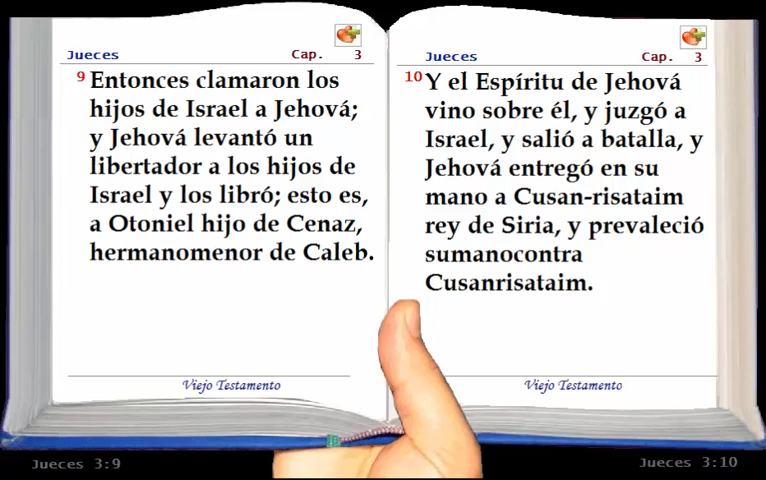 Jueces Cap. 3
9 Entonces clamaron los
hijos de Israel a Jehová;
y Jehová levantó un
libertador a los hijos de
Israel y los libró; esto es,
a Otoniel hijo de Cenaz,
hermanomenor de Caleb.
Viejo Testamento
Jueces 3:9
Jueces Cap. 3
10 Y el Espíritu de Jehová
vino sobre él, y juzgó a
Israel, y salió a batalla, y
Jehová entregó en su
mano a Cusan-risataim
rey de Siria, y prevaleció
sumanocontra
Cusanrisataim.
Viejo Testamento
Jueces 3:10